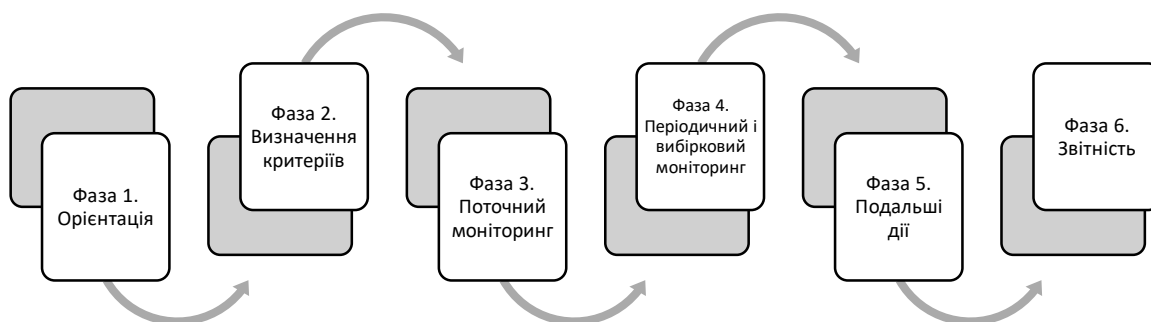 Фаза 1.
Орієнтація
Фаза 2.
Визначення
критеріїв
Фаза 3.
Поточний
моніторинг
Фаза 4.
Періодичний і
вибірковий
моніторинг
Фаза 5.
Подальші
дії
Фаза 6.
Звітність